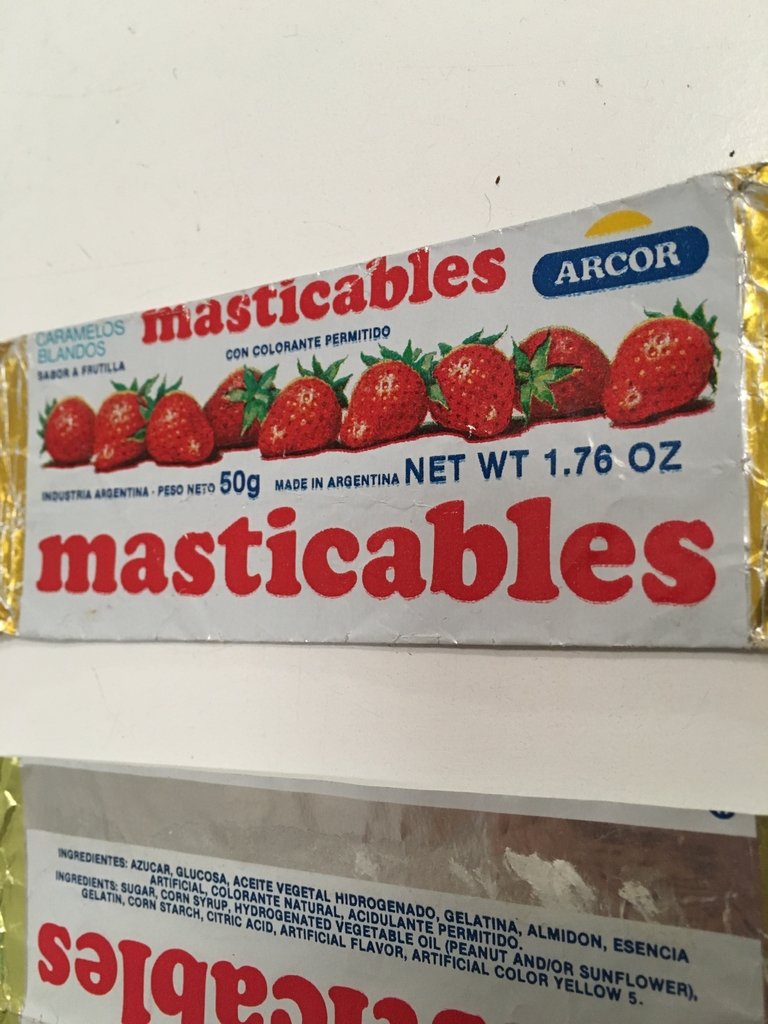 masticables
ARCOR
CARAMELOS
BLANDOS
SABOR A FRUTILLA
CON COLORANTE PERMITIDO
INDUSTRIA ARGENTINA - PESO NETO 50g MADE IN ARGENTINA NET WT 1.76 OZ
masticables
INGREDIENTES: AZUCAR, GLUCOSA, ACEITE VEGETAL HIDROGENADO, GELATINA, ALMIDON, ESENCIA
ARTIFICIAL, COLORANTE NATURAL, ACIDULANTE PERMITIDO.
INGREDIENTS: SUGAR, CORN SYRUP, HYDROGENATED VEGETABLE OIL (PEANUT AND/OR SUNFLOWER),
GELATIN, CORN STARCH, CITRIC ACID, ARTIFICIAL FLAVOR, ARTIFICIAL COLOR YELLOW 5.
masticables